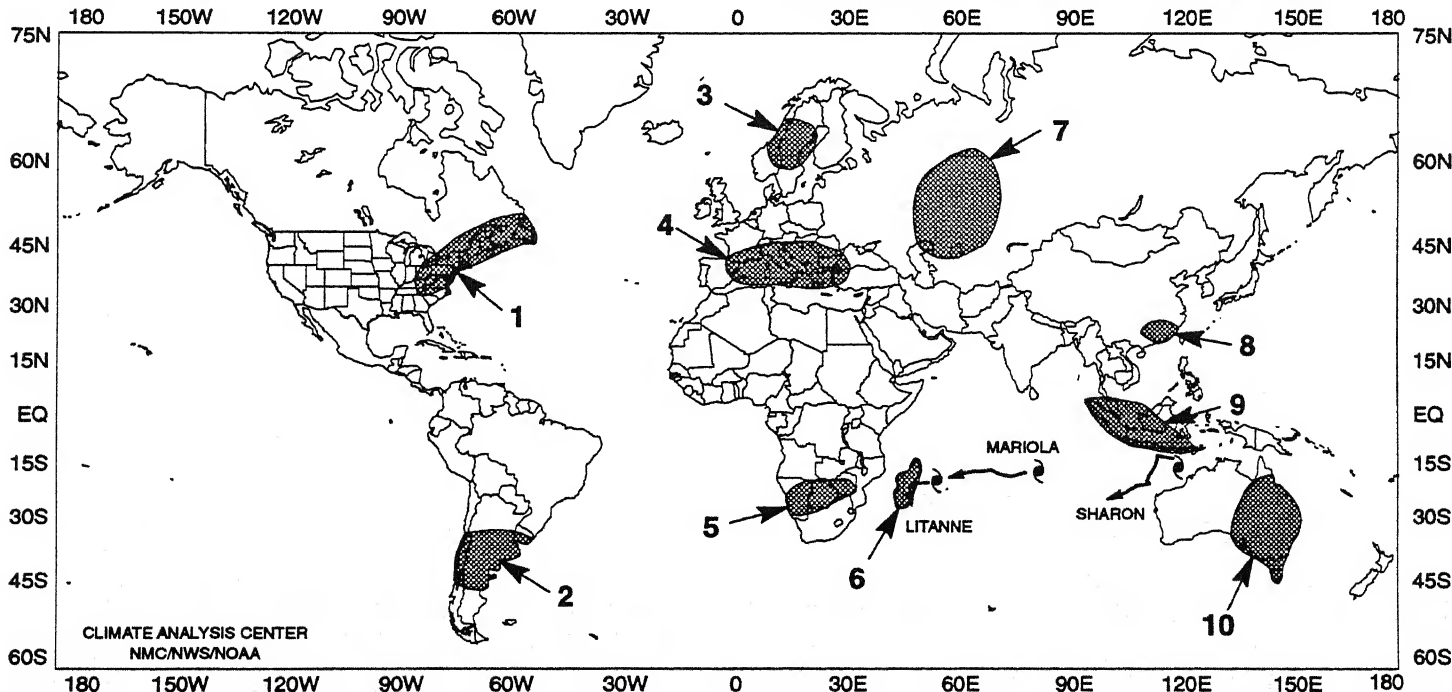 180 150W 120W 90W 60W 30W 0 30E 60E 90E 120E 150E 180
75N 75N
3
7
60N 60N
4
45N 45N
1
30N 30N
8
15N 15N
9
EQ EQ
MARIOLA
15S 15S
SHARON
5 LITANNE
30S 30S
6
2
45S 45S
10
CLIMATE ANALYSIS CENTER
NMC/NWS/NOAA
60S 60S
180 150W 120W 90W 60W 30W 0 30E 60E 90E 120E 150E 180